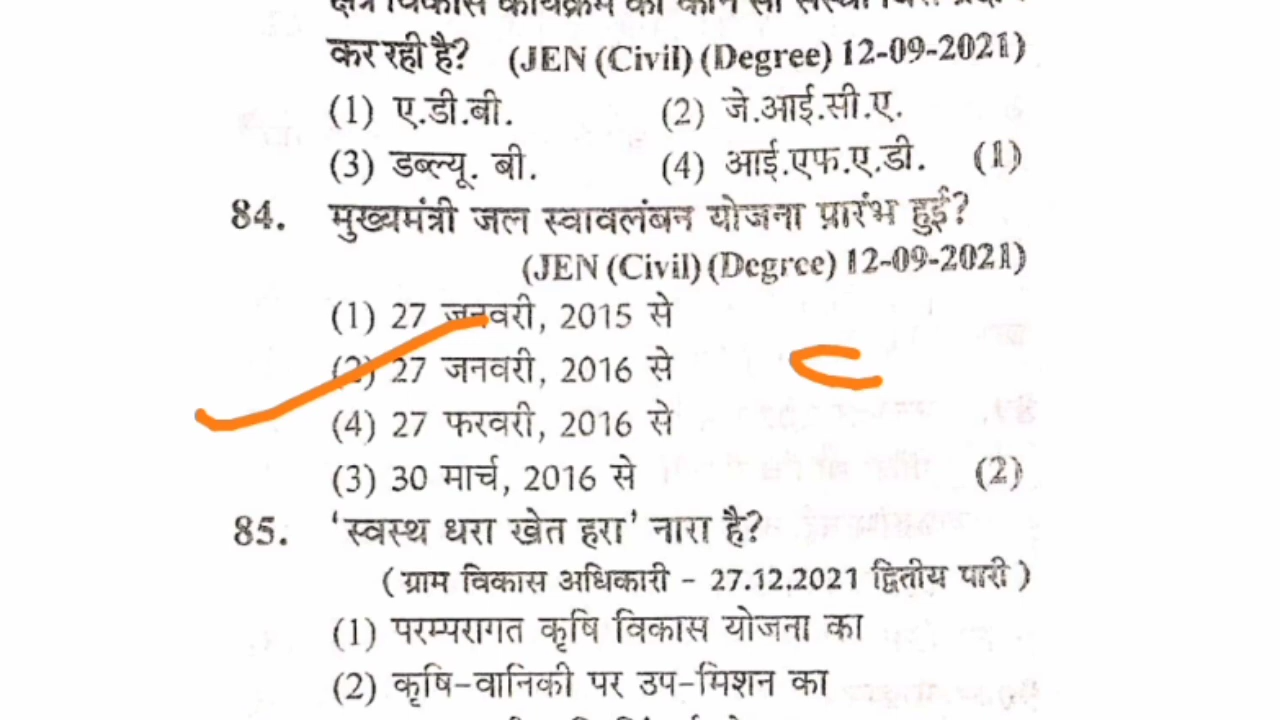 क्षेत्र विकास कार्यक्रम को कौन सी संस्था वित्त
कर रही है? (JEN (Civil) (Degree) 12-09-2021)
(1) ए.डी.बी. (2) जे.आई.सी.ए.
(3) डब्ल्यू. बी. (4) आई.एफ.ए.डी. (1)
84. मुख्यमंत्री जल स्वावलंबन योजना प्रारंभ हुई?
(JEN (Civil) (Degree) 12-09-2021)
(1) 27 जनवरी, 2015 से
(2) 27 जनवरी, 2016 से
(4) 27 फरवरी, 2016 से
(3) 30 मार्च, 2016 से (2)
85. 'स्वस्थ धरा खेत हरा' नारा है?
(ग्राम विकास अधिकारी - 27.12.2021 द्वितीय पारी)
(1) परम्परागत कृषि विकास योजना का
(2) कृषि-वानिकी पर उप-मिशन का